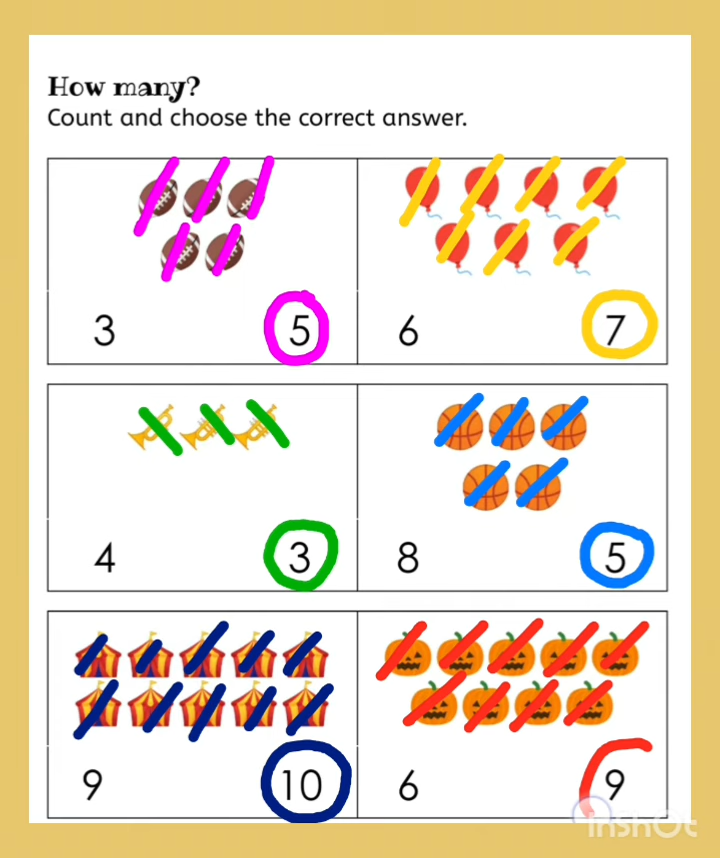 How many?
Count and choose the correct answer.
3 5 6 7
4 3 8 5
9 10 6 9
InShOt